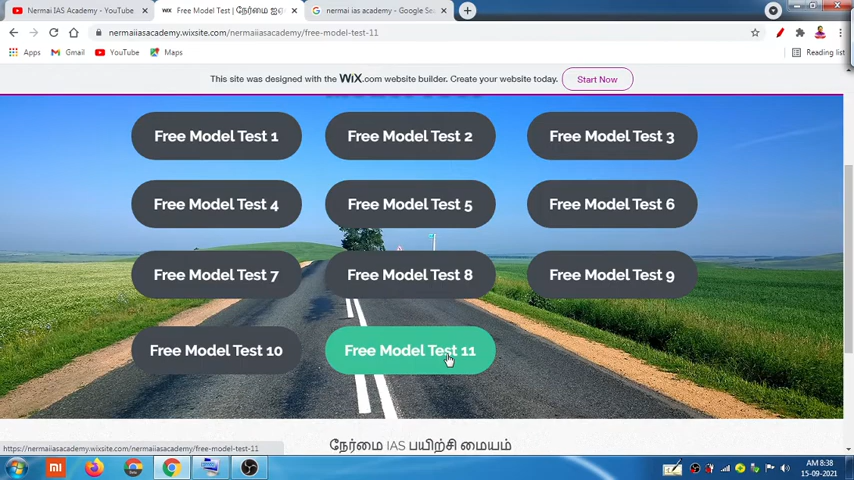 Nermai IAS Academy - YouTube
WIX Free Model Test | நேர்மை ஐஏ
nermai ias academy - Google Se
nermaiiasacademy.wixsite.com/nermaiiasacademy/free-model-test-11
Apps Gmail YouTube Maps Reading list
This site was designed with the WiX.com website builder. Create your website today. Start Now
Free Model Test 1 Free Model Test 2 Free Model Test 3
Free Model Test 4 Free Model Test 5 Free Model Test 6
Free Model Test 7 Free Model Test 8 Free Model Test 9
Free Model Test 10 Free Model Test 11
நேர்மை IAS பயிற்சி மையம்
https://nermaiiasacademy.wixsite.com/nermaiiasacademy/free-model-test-11
AM 8:38
15-09-2021